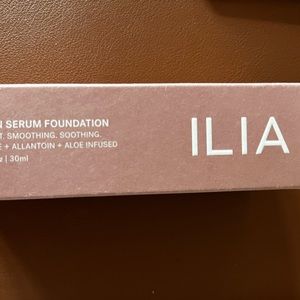 SERUM FOUNDATION
SMOOTHING. SOOTHING.
+ ALLANTOIN + ALOE INFUSED
| 30ml
ILIA